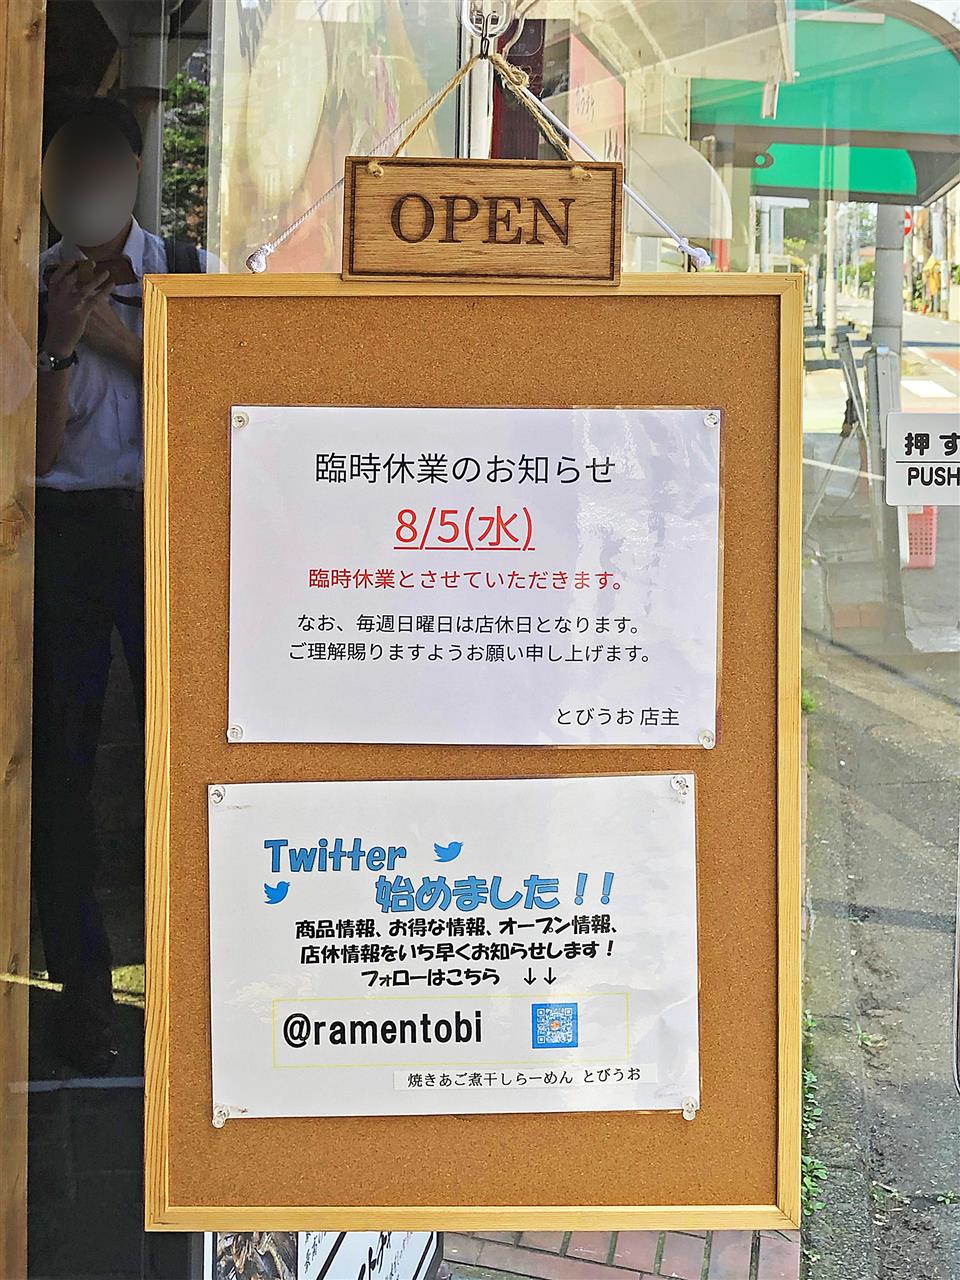 OPEN
臨時休業のお知らせ
8/5(水)
臨時休業とさせていただきます。
なお、毎週日曜日は店休日となります。
ご理解賜りますようお願い申し上げます。
とびうお 店主
押す
PUSH
Twitter
始めました!!
商品情報、お得な情報、オープン情報、
店休情報をいち早くお知らせします!
フォローはこちら ↓↓
@ramentobi
焼きあご煮干しらーめん とびうお